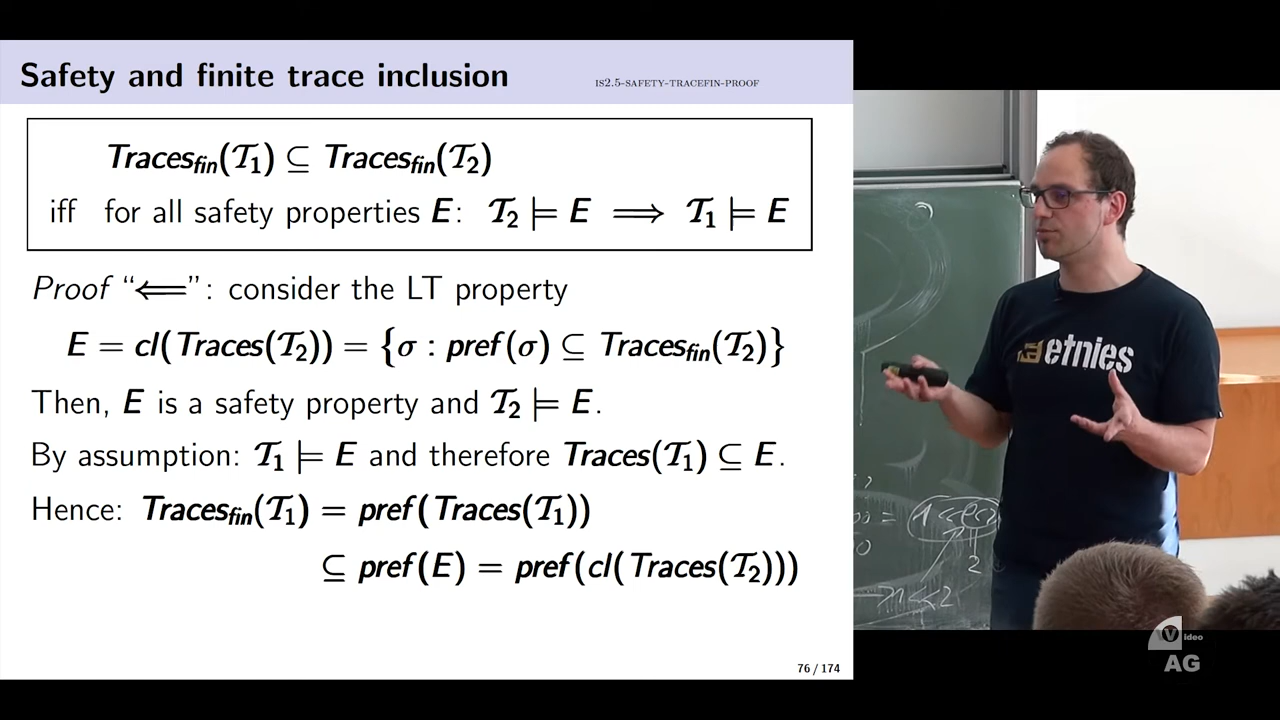 Safety and finite trace inclusion
IS2.5-SAFETY-TRACEFIN-PROOF
Traces_fin(𝒯₁) ⊆ Traces_fin(𝒯₂)
iff for all safety properties E: 𝒯₂ ⊨ E ⟹ 𝒯₁ ⊨ E
Proof “⟸”: consider the LT property
E = cl(Traces(𝒯₂)) = {σ : pref(σ) ⊆ Traces_fin(𝒯₂)}
Then, E is a safety property and 𝒯₂ ⊨ E.
By assumption: 𝒯₁ ⊨ E and therefore Traces(𝒯₁) ⊆ E.
Hence: Traces_fin(𝒯₁) = pref(Traces(𝒯₁))
⊆ pref(E) = pref(cl(Traces(𝒯₂)))
76 / 174
etnies
Video
AG